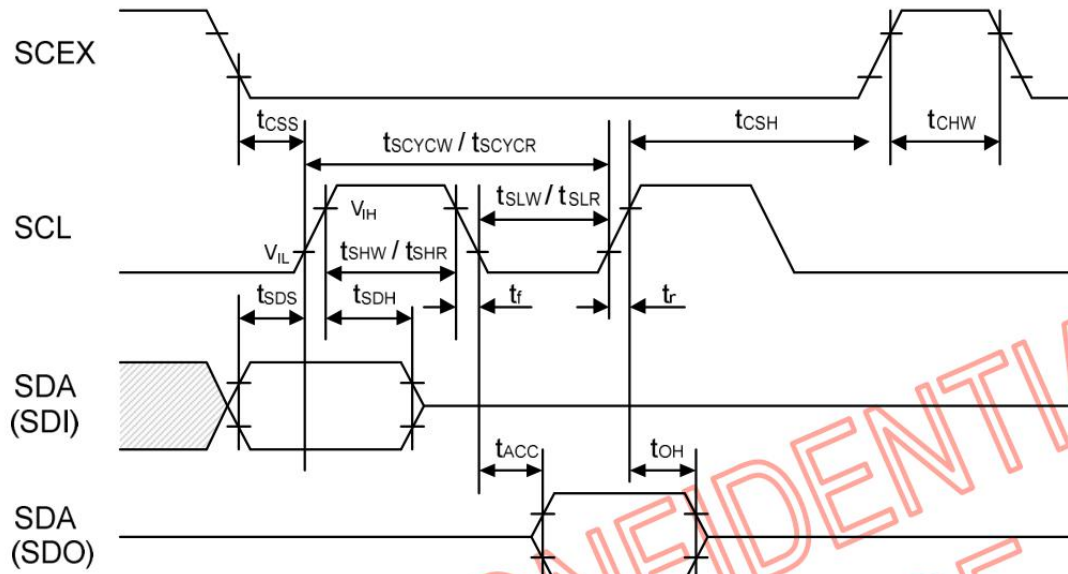 SCEX
tCSS
tSCYCW / tSCYCR
tCSH
tCHW
SCL
VIH
VIL
tSLW / tSLR
tSHW / tSHR
tSDS
tSDH
tf
tr
SDA
(SDI)
tACC
tOH
SDA
(SDO)